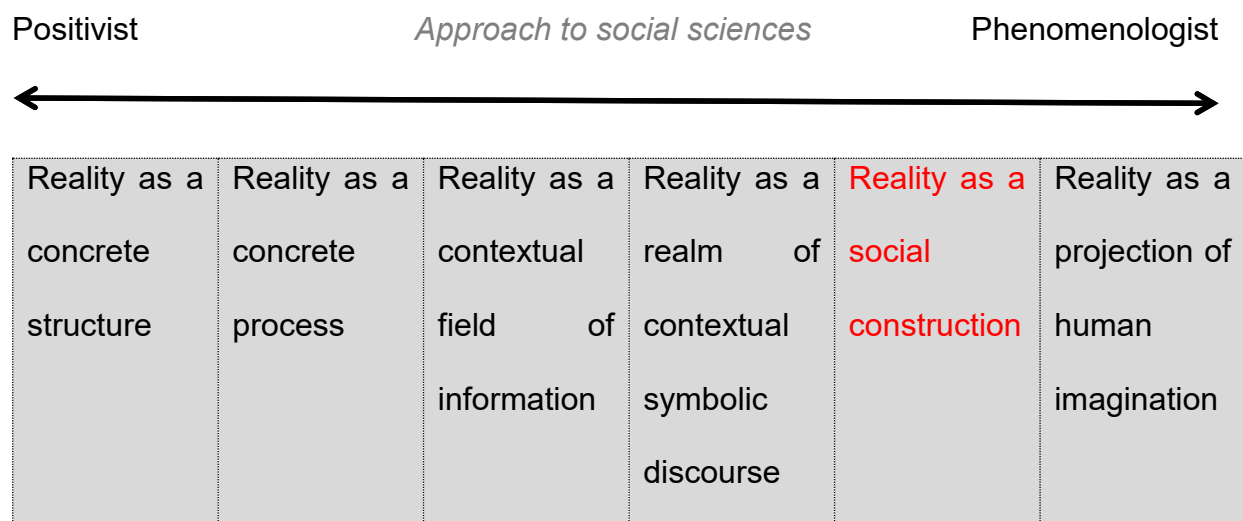 Positivist Approach to social sciences Phenomenologist
Reality as a
concrete
structure
Reality as a
concrete
process
Reality as a
contextual
field of
information
Reality as a
realm of
contextual
symbolic
discourse
Reality as a
social
construction
Reality as a
projection of
human
imagination